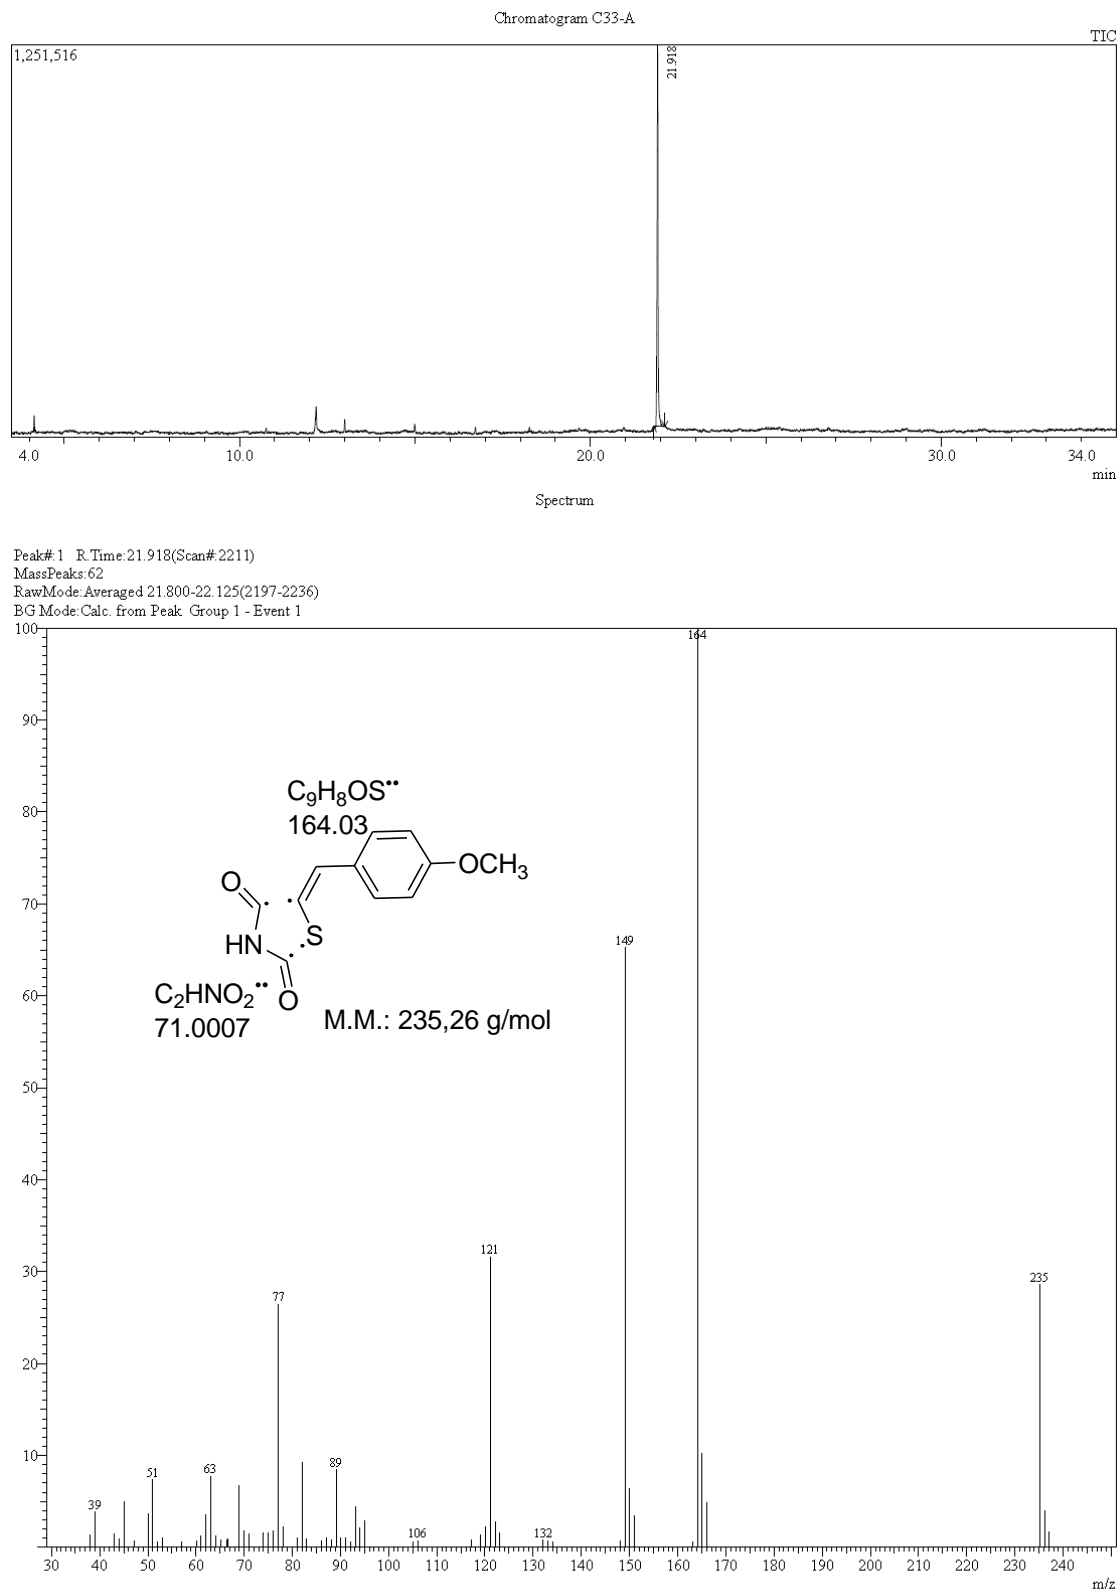 Chromatogram C33-A
TIC
1,251,516
21.918
4.0 10.0 20.0 30.0 34.0
min
Spectrum
Peak#:1 R.Time:21.918(Scan#:2211)
MassPeaks:62
RawMode:Averaged 21.800-22.125(2197-2236)
BG Mode:Calc. from Peak Group 1 - Event 1
100
164
90
80
70
60
50
40
30
20
10
149
121
77
235
39
51
63
89
106
132
C₉H₈OS••
164.03
OCH₃
O
S
HN
C₂HNO₂••
O
71.0007
M.M.: 235,26 g/mol
30 40 50 60 70 80 90 100 110 120 130 140 150 160 170 180 190 200 210 220 230 240
m/z